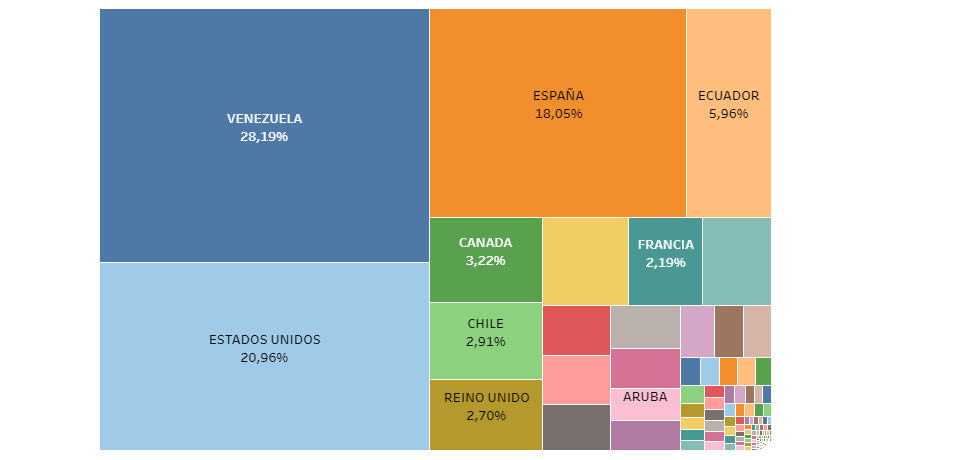 VENEZUELA
28,19%
ESPAÑA
18,05%
ECUADOR
5,96%
ESTADOS UNIDOS
20,96%
CANADA
3,22%
FRANCIA
2,19%
CHILE
2,91%
REINO UNIDO
2,70%
ARUBA